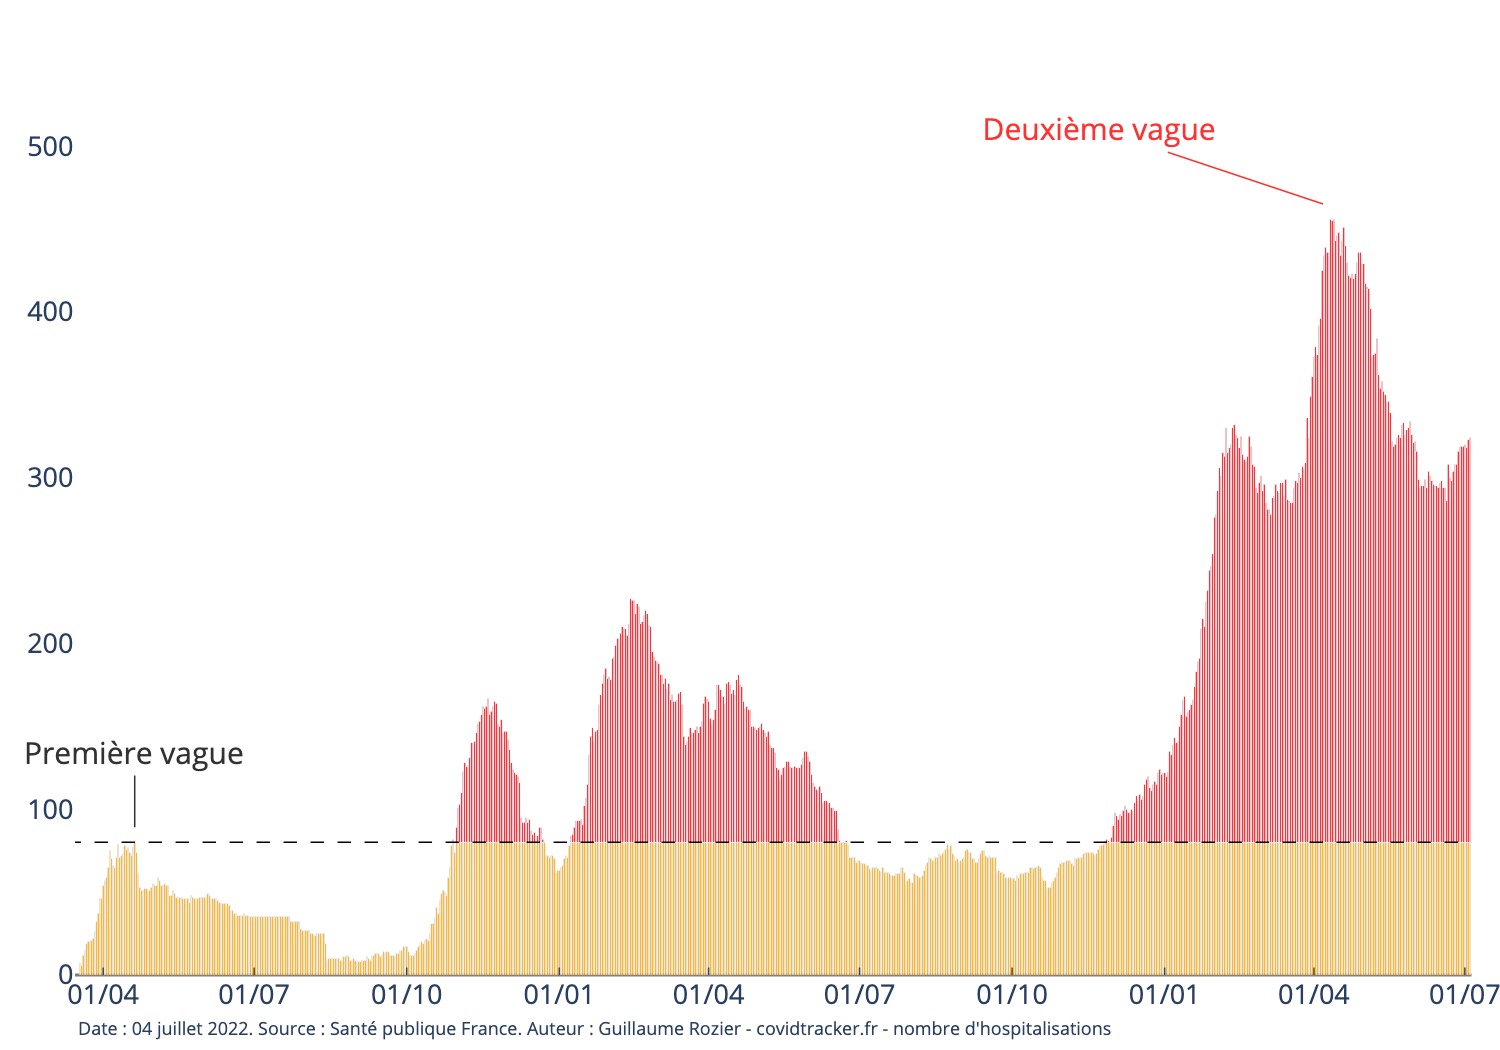 Deuxième vague
500
400
300
200
Première vague
100
0
01/04 01/07 01/10 01/01 01/04 01/07 01/10 01/01 01/04 01/07
Date : 04 juillet 2022. Source : Santé publique France. Auteur : Guillaume Rozier - covidtracker.fr - nombre d'hospitalisations